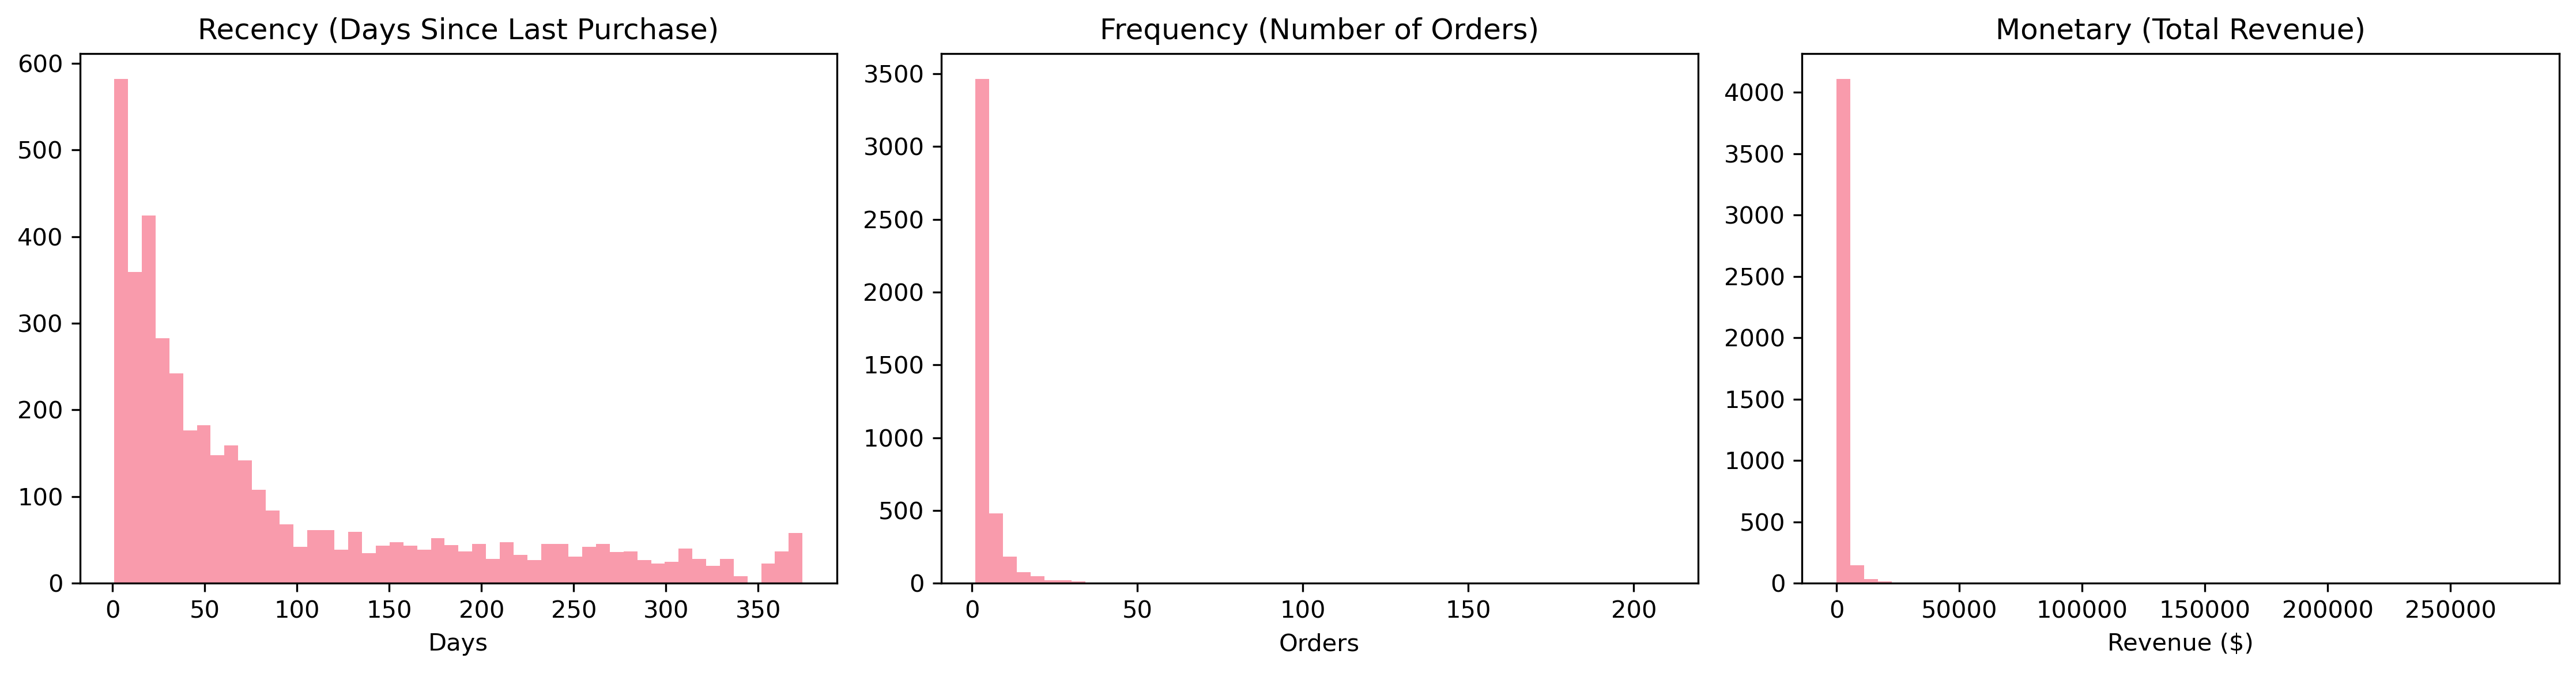 Recency (Days Since Last Purchase)
600
500
400
300
200
100
0
0 50 100 150 200 250 300 350
Days
Frequency (Number of Orders)
3500
3000
2500
2000
1500
1000
500
0
0 50 100 150 200
Orders
Monetary (Total Revenue)
4000
3500
3000
2500
2000
1500
1000
500
0
0 50000 100000 150000 200000 250000
Revenue ($)